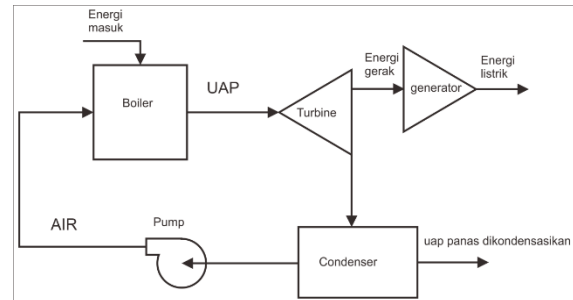 Energi
masuk
Boiler
UAP
Turbine
Energi
gerak
generator
Energi
listrik
AIR
Pump
Condenser
uap panas dikondensasikan